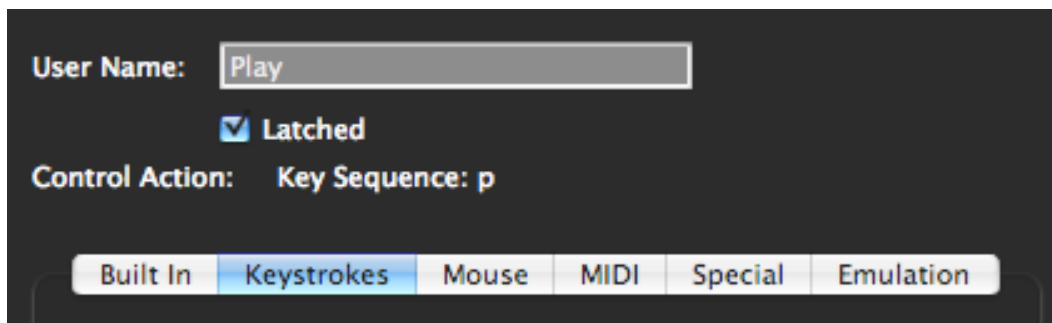 User Name: Play
Latched
Control Action: Key Sequence: p
Built In Keystrokes Mouse MIDI Special Emulation